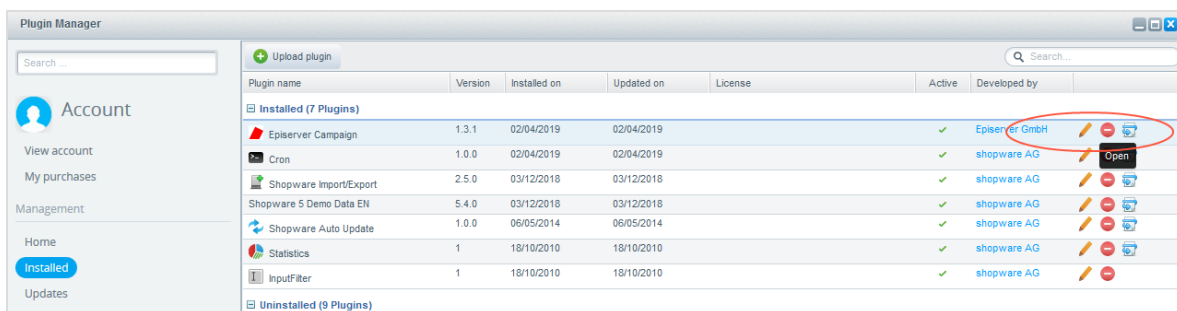 Plugin Manager
Search ...
Account
View account
My purchases
Management
Home
Installed
Updates
Upload plugin
Search...
Plugin name Version Installed on Updated on License Active Developed by
Installed (7 Plugins)
Episerver Campaign 1.3.1 02/04/2019 02/04/2019 Episerver GmbH
Cron 1.0.0 02/04/2019 02/04/2019 shopware AG
Open
Shopware Import/Export 2.5.0 03/12/2018 03/12/2018 shopware AG
Shopware 5 Demo Data EN 5.4.0 03/12/2018 03/12/2018 shopware AG
Shopware Auto Update 1.0.0 06/05/2014 06/05/2014 shopware AG
Statistics 1 18/10/2010 18/10/2010 shopware AG
InputFilter 1 18/10/2010 18/10/2010 shopware AG
Uninstalled (9 Plugins)